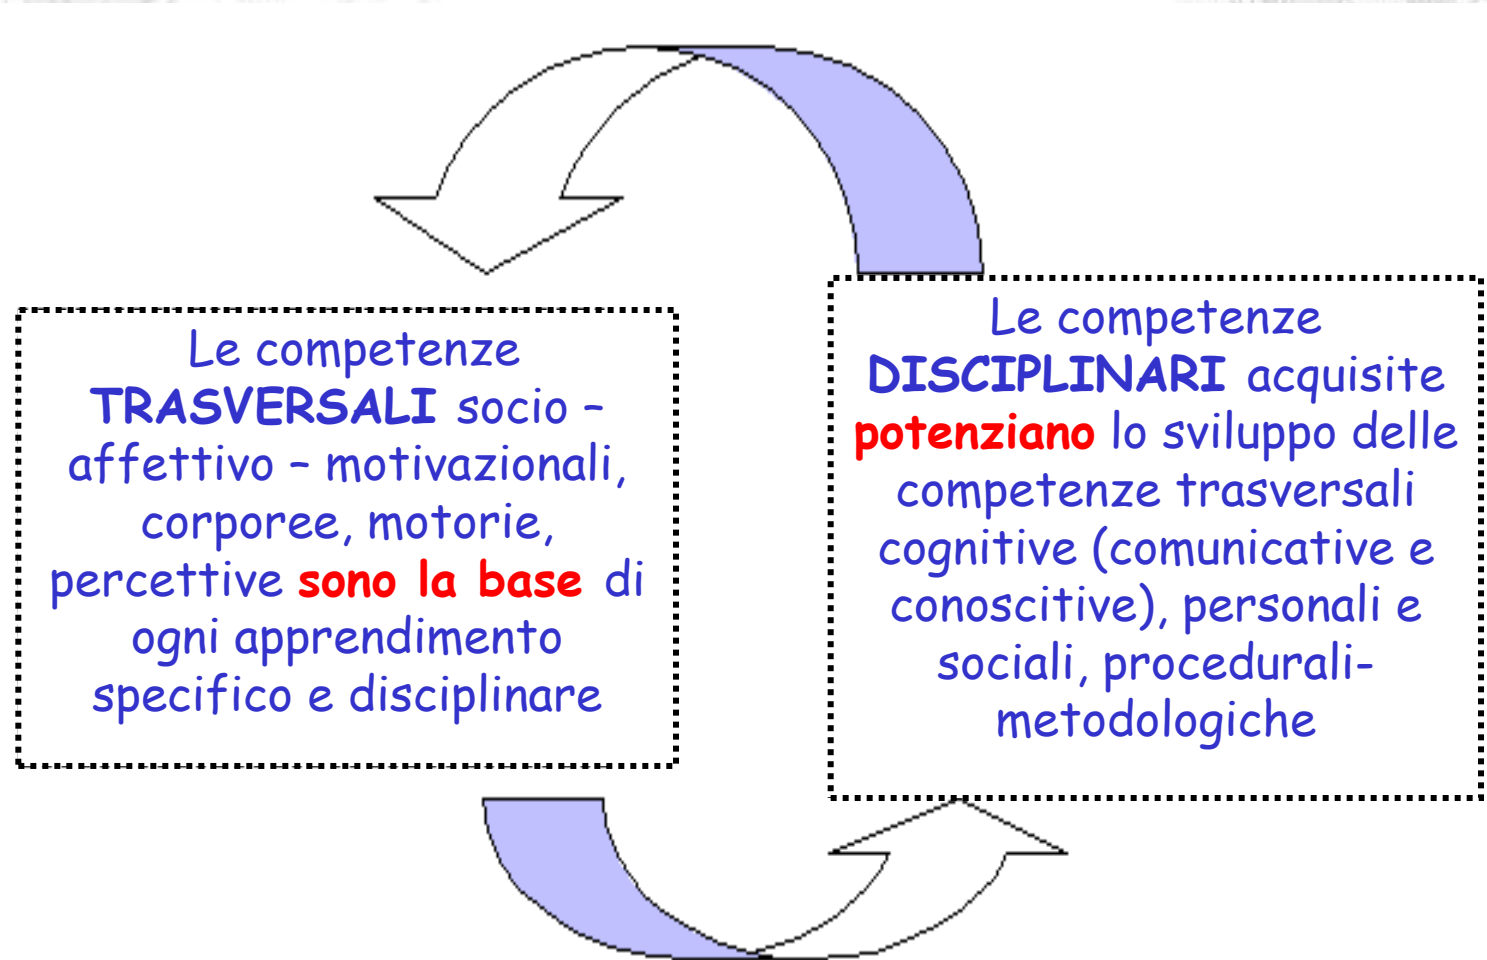 Le competenze
TRASVERSALI socio –
affettivo – motivazionali,
corporee, motorie,
percettive sono la base di
ogni apprendimento
specifico e disciplinare
Le competenze
DISCIPLINARI acquisite
potenziano lo sviluppo delle
competenze trasversali
cognitive (comunicative e
conoscitive), personali e
sociali, procedurali-
metodologiche